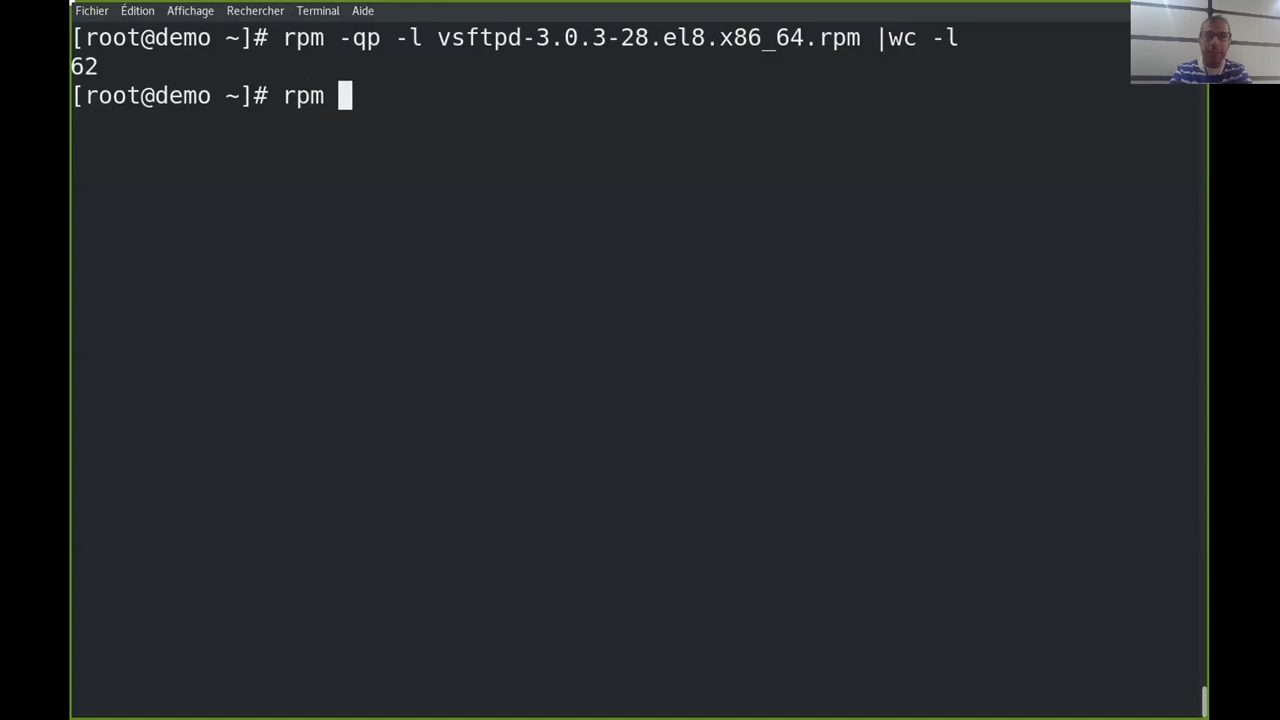 Fichier Édition Affichage Rechercher Terminal Aide
[root@demo ~]# rpm -qp -l vsftpd-3.0.3-28.el8.x86_64.rpm |wc -l
62
[root@demo ~]# rpm